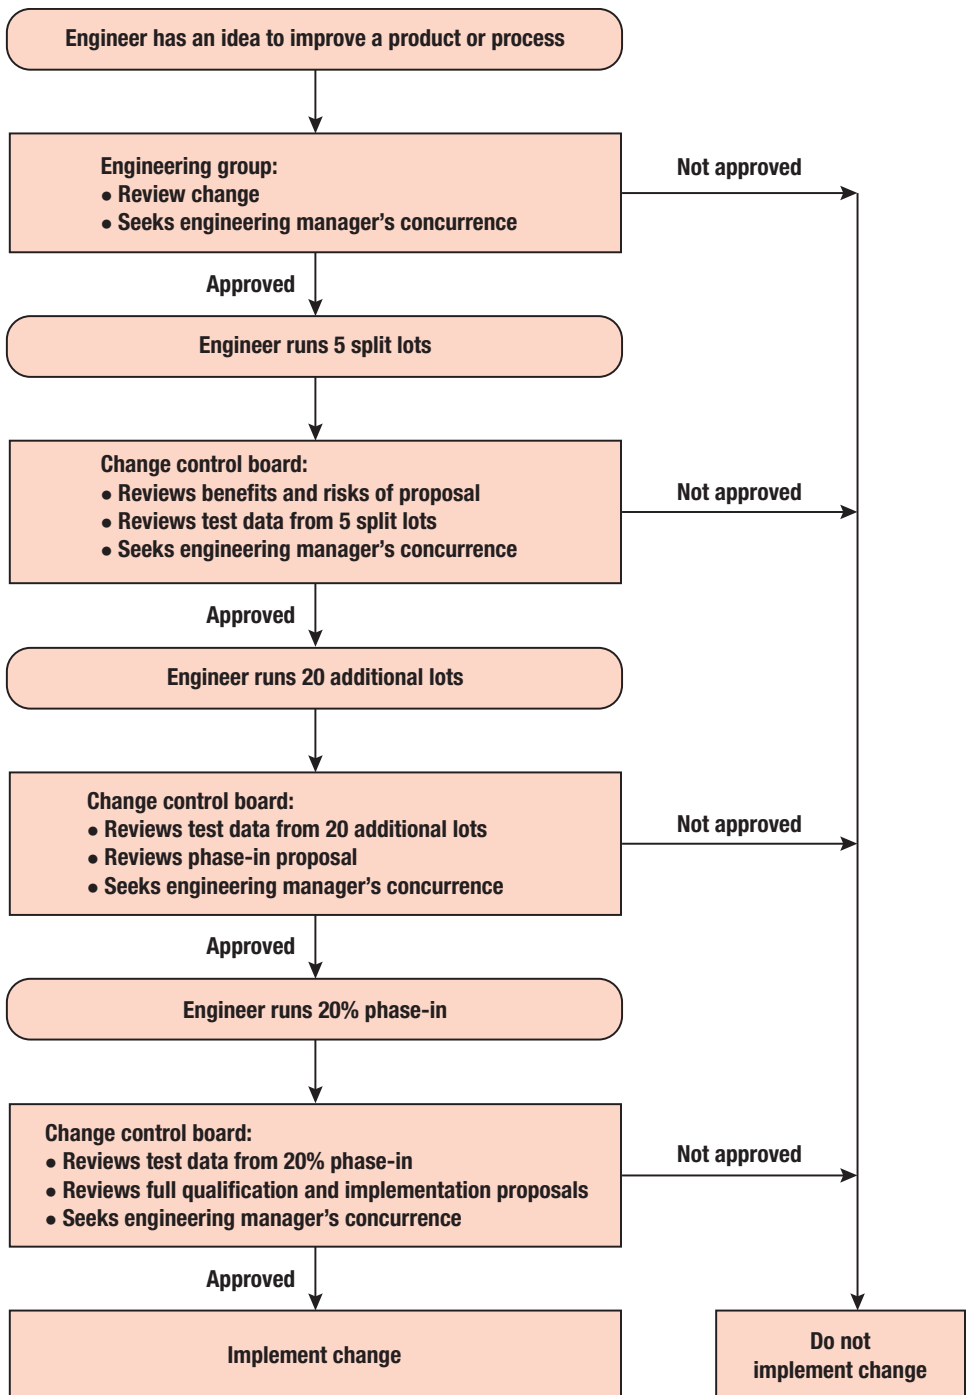 Engineer has an idea to improve a product or process
Engineering group:
● Review change
● Seeks engineering manager’s concurrence
Not approved
Approved
Engineer runs 5 split lots
Change control board:
● Reviews benefits and risks of proposal
● Reviews test data from 5 split lots
● Seeks engineering manager’s concurrence
Not approved
Approved
Engineer runs 20 additional lots
Change control board:
● Reviews test data from 20 additional lots
● Reviews phase-in proposal
● Seeks engineering manager’s concurrence
Not approved
Approved
Engineer runs 20% phase-in
Change control board:
● Reviews test data from 20% phase-in
● Reviews full qualification and implementation proposals
● Seeks engineering manager’s concurrence
Not approved
Approved
Implement change
Do not
implement change